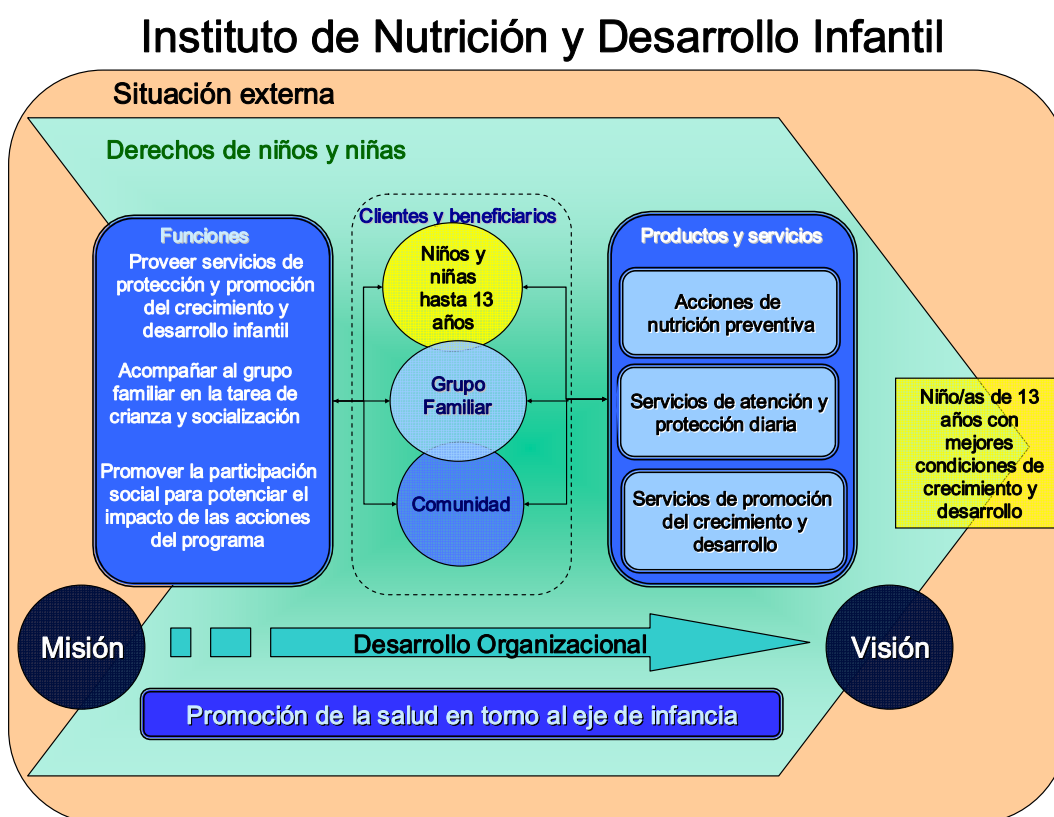 Instituto de Nutrición y Desarrollo Infantil
Situación externa
Derechos de niños y niñas
Funciones
Proveer servicios de
protección y promoción
del crecimiento y
desarrollo infantil
Acompañar al grupo
familiar en la tarea de
crianza y socialización
Promover la participación
social para potenciar el
impacto de las acciones
del programa
Clientes y beneficiarios
Niños y
niñas
hasta 13
años
Grupo
Familiar
Comunidad
Productos y servicios
Acciones de
nutrición preventiva
Servicios de atención y
protección diaria
Servicios de promoción
del crecimiento y
desarrollo
Niño/as de 13
años con
mejores
condiciones de
crecimiento y
desarrollo
Misión
Desarrollo Organizacional
Visión
Promoción de la salud en torno al eje de infancia